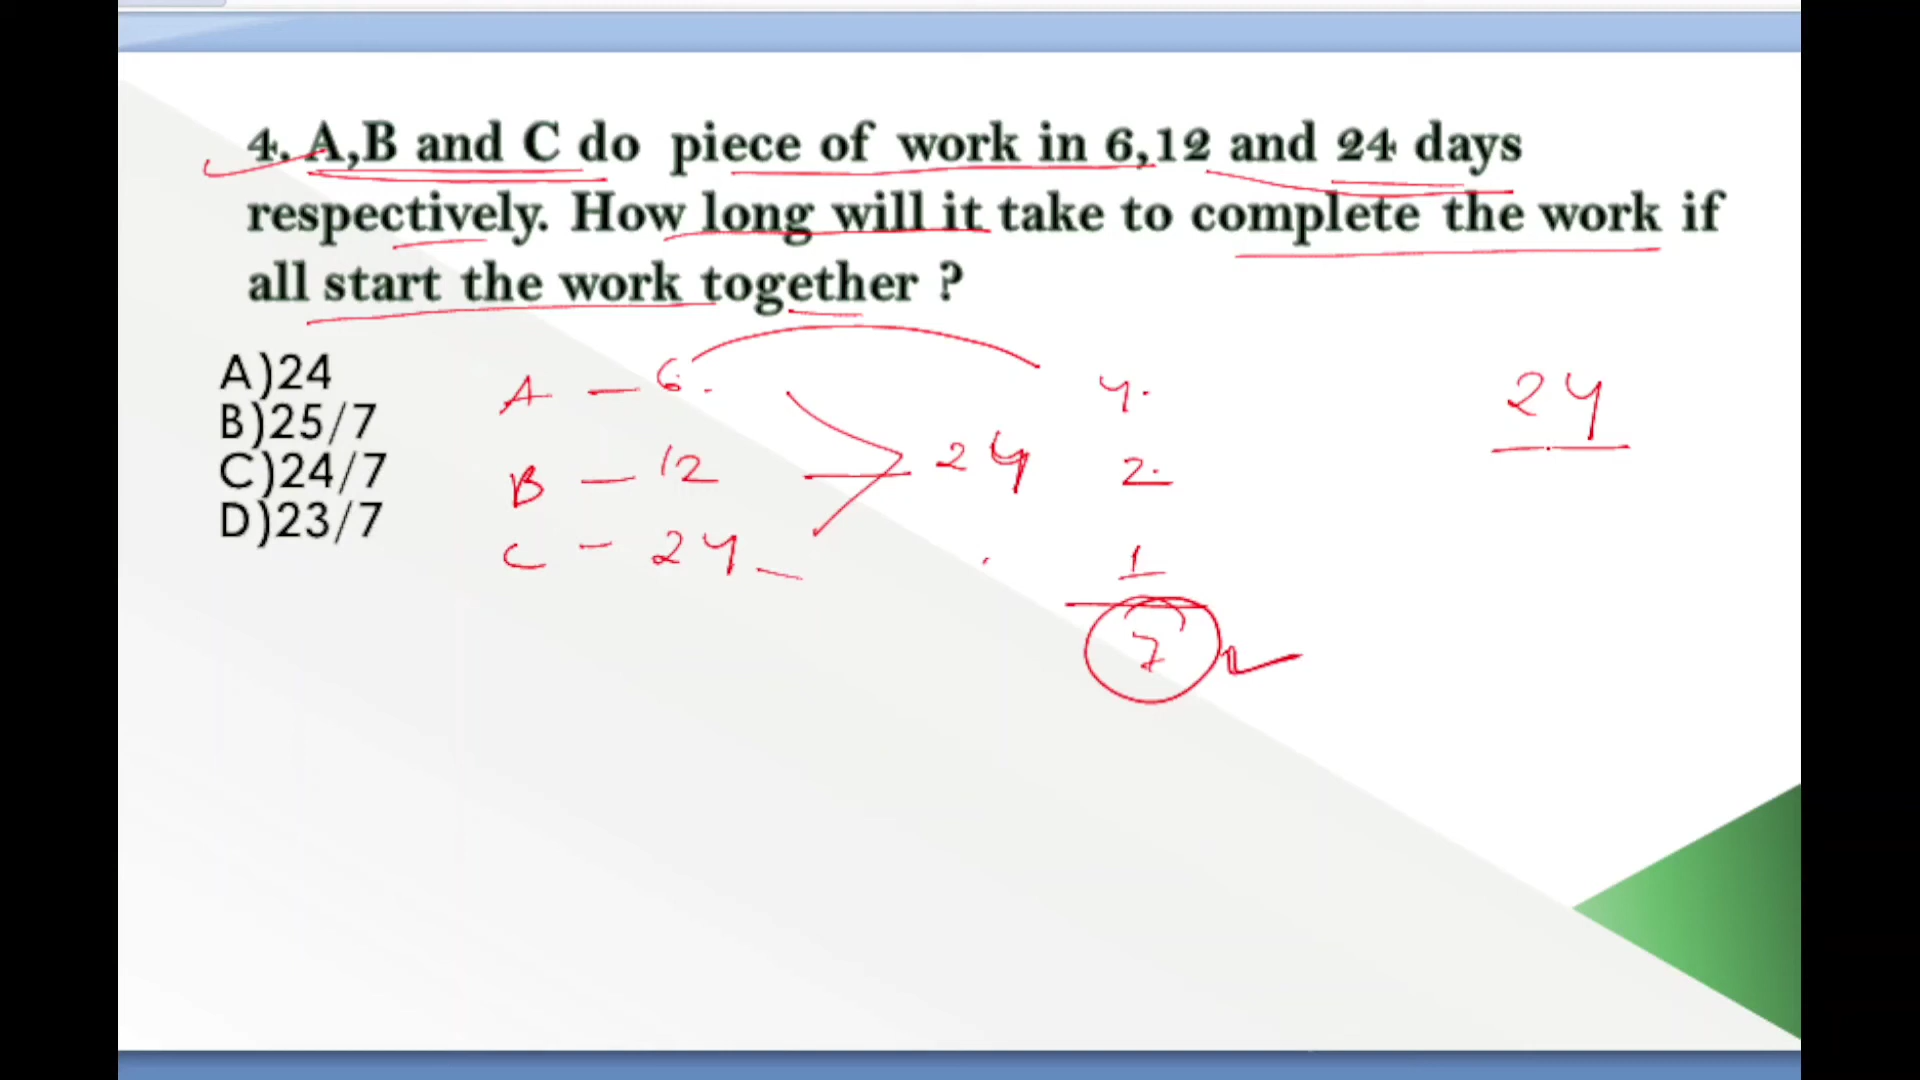 4. A,B and C do piece of work in 6,12 and 24 days
respectively. How long will it take to complete the work if
all start the work together ?
A)24
B)25/7
C)24/7
D)23/7
A — 6.
B — 12
C — 24
24
4.
2.
1
7
24